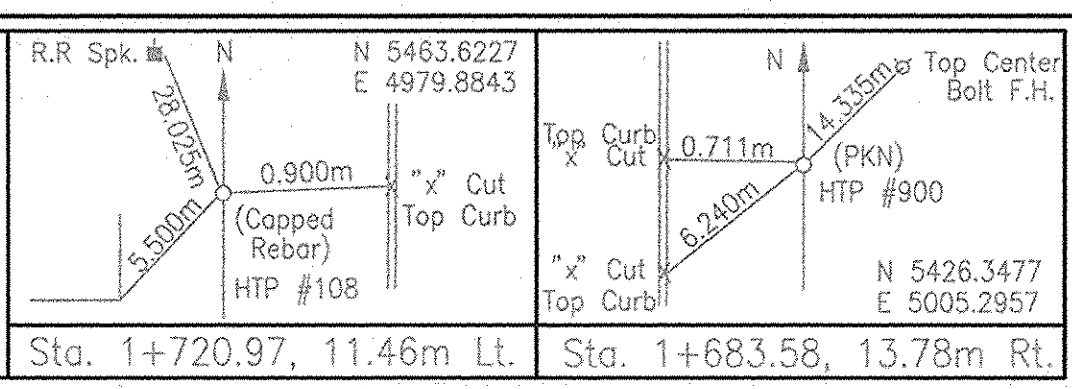 R.R Spk.
N
N 5463.6227
E 4979.8843
28.025m
0.900m
"x" Cut
Top Curb
5.500m
(Capped
Rebar)
HTP #108
Sta. 1+720.97, 11.46m Lt.
N
14.335m
Top Center
Bolt F.H.
Top Curb
"x" Cut
0.711m
(PKN)
HTP #900
6.240m
"x" Cut
Top Curb
N 5426.3477
E 5005.2957
Sta. 1+683.58, 13.78m Rt.